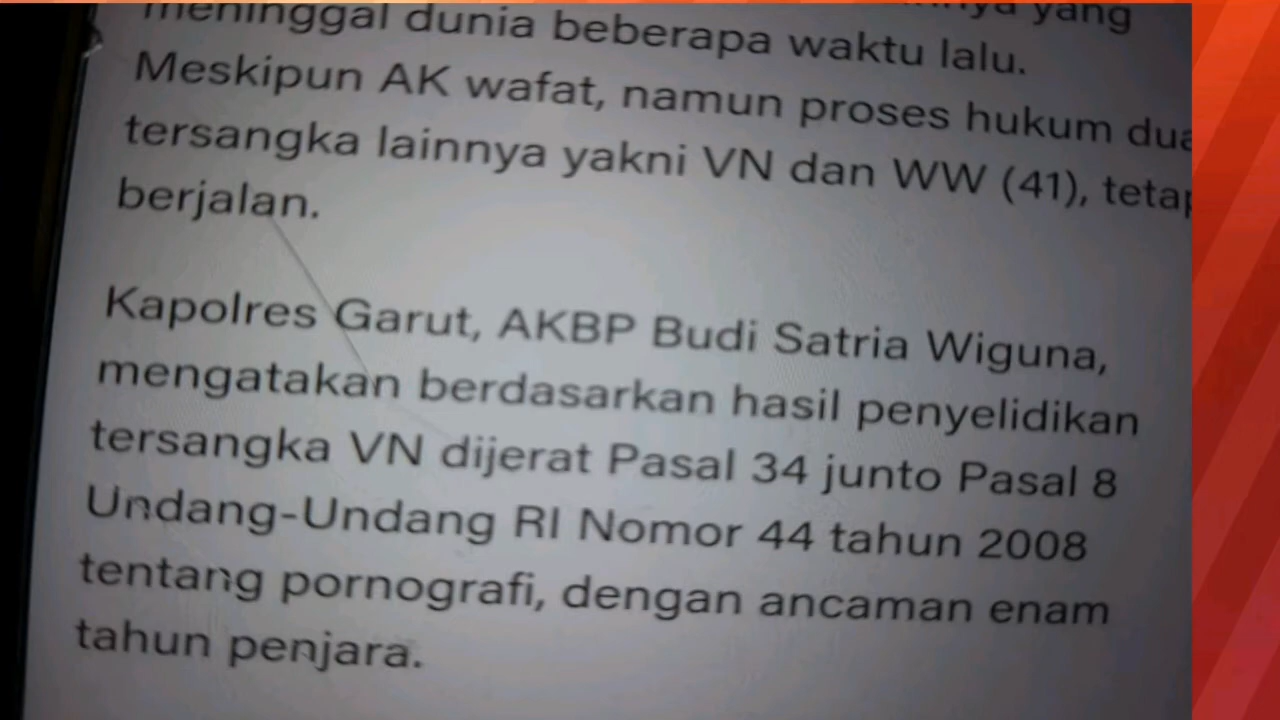 meninggal dunia beberapa waktu lalu. yang
Meskipun AK wafat, namun proses hukum dua
tersangka lainnya yakni VN dan WW (41), tetap
berjalan.
Kapolres Garut, AKBP Budi Satria Wiguna,
mengatakan berdasarkan hasil penyelidikan
tersangka VN dijerat Pasal 34 junto Pasal 8
Undang-Undang RI Nomor 44 tahun 2008
tentang pornografi, dengan ancaman enam
tahun penjara.